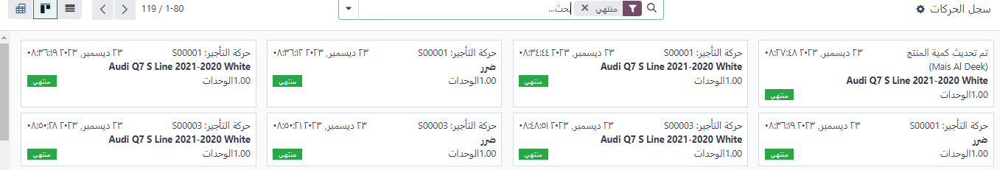 سجل الحركات
منتهي
بحث...
119 / 1-80
تم تحديث كمية المنتج
(Mais Al Deek)
٢٣ ديسمبر, ٢٠٢٣ ٠٨:٢٧:٤٨
Audi Q7 S Line 2021-2020 White
1.00الوحدات
منتهي
حركة التأجير: S00001
٢٣ ديسمبر, ٢٠٢٣ ٠٨:٣٤:٤٤
Audi Q7 S Line 2021-2020 White
1.00الوحدات
منتهي
حركة التأجير: S00001
٢٣ ديسمبر, ٢٠٢٣ ٠٨:٣٦:١٢
ضرر
1.00الوحدات
منتهي
حركة التأجير: S00001
٢٣ ديسمبر, ٢٠٢٣ ٠٨:٣٦:١٩
Audi Q7 S Line 2021-2020 White
1.00الوحدات
منتهي
حركة التأجير: S00001
٢٣ ديسمبر, ٢٠٢٣ ٠٨:٣٦:١٩
ضرر
1.00الوحدات
منتهي
حركة التأجير: S00003
٢٣ ديسمبر, ٢٠٢٣ ٠٨:٤٨:٥١
Audi Q7 S Line 2021-2020 White
1.00الوحدات
منتهي
حركة التأجير: S00003
٢٣ ديسمبر, ٢٠٢٣ ٠٨:٥٠:٢١
ضرر
1.00الوحدات
منتهي
حركة التأجير: S00003
٢٣ ديسمبر, ٢٠٢٣ ٠٨:٥٠:٢٨
Audi Q7 S Line 2021-2020 White
1.00الوحدات
منتهي